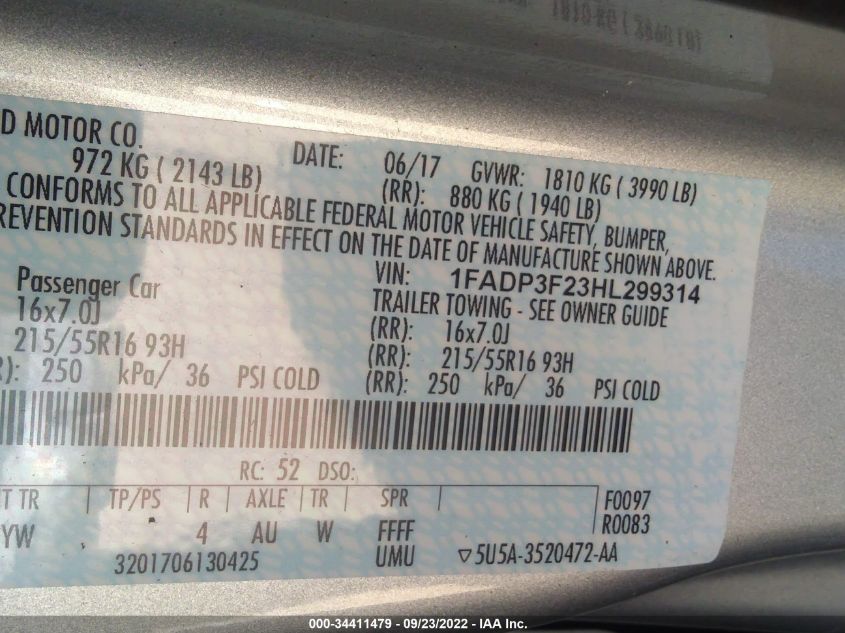 D MOTOR CO.
DATE: 06/17 GVWR: 1810 KG ( 3990 LB)
972 KG ( 2143 LB) (RR): 880 KG ( 1940 LB)
CONFORMS TO ALL APPLICABLE FEDERAL MOTOR VEHICLE SAFETY, BUMPER,
REVENTION STANDARDS IN EFFECT ON THE DATE OF MANUFACTURE SHOWN ABOVE.
VIN: 1FADP3F23HL299314
Passenger Car TRAILER TOWING - SEE OWNER GUIDE
16x7.0J (RR): 16x7.0J
215/55R16 93H (RR): 215/55R16 93H
R): 250 kPa/ 36 PSI COLD (RR): 250 kPa/ 36 PSI COLD
RC: 52 DSO:
T TR | TP/PS | R | AXLE | TR | SPR | F0097
YW 4 AU W FFFF R0083
3201706130425 UMU ▽5U5A-3520472-AA
000-34411479 - 09/23/2022 - IAA Inc.